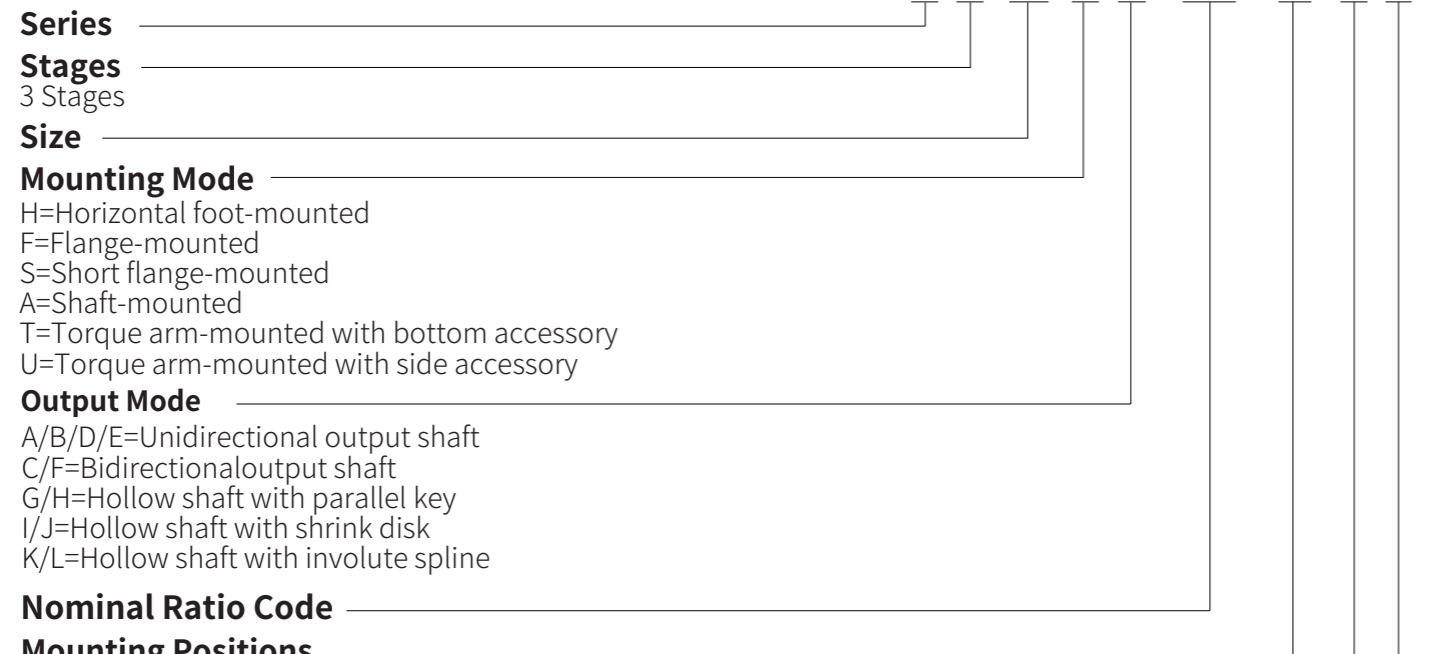 Series
Stages
3 Stages
Size
Mounting Mode
H=Horizontal foot-mounted
F=Flange-mounted
S=Short flange-mounted
A=Shaft-mounted
T=Torque arm-mounted with bottom accessory
U=Torque arm-mounted with side accessory
Output Mode
A/B/D/E=Unidirectional output shaft
C/F=Bidirectionaloutput shaft
G/H=Hollow shaft with parallel key
I/J=Hollow shaft with shrink disk
K/L=Hollow shaft with involute spline
Nominal Ratio Code
Mounting Positions